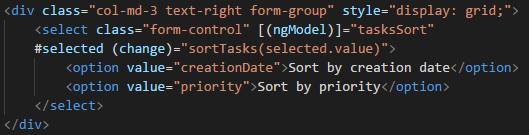 <div class="col-md-3 text-right form-group" style="display: grid;">
<select class="form-control" [(ngModel)]="tasksSort"
#selected (change)="sortTasks(selected.value)">
<option value="creationDate">Sort by creation date</option>
<option value="priority">Sort by priority</option>
</select>
</div>